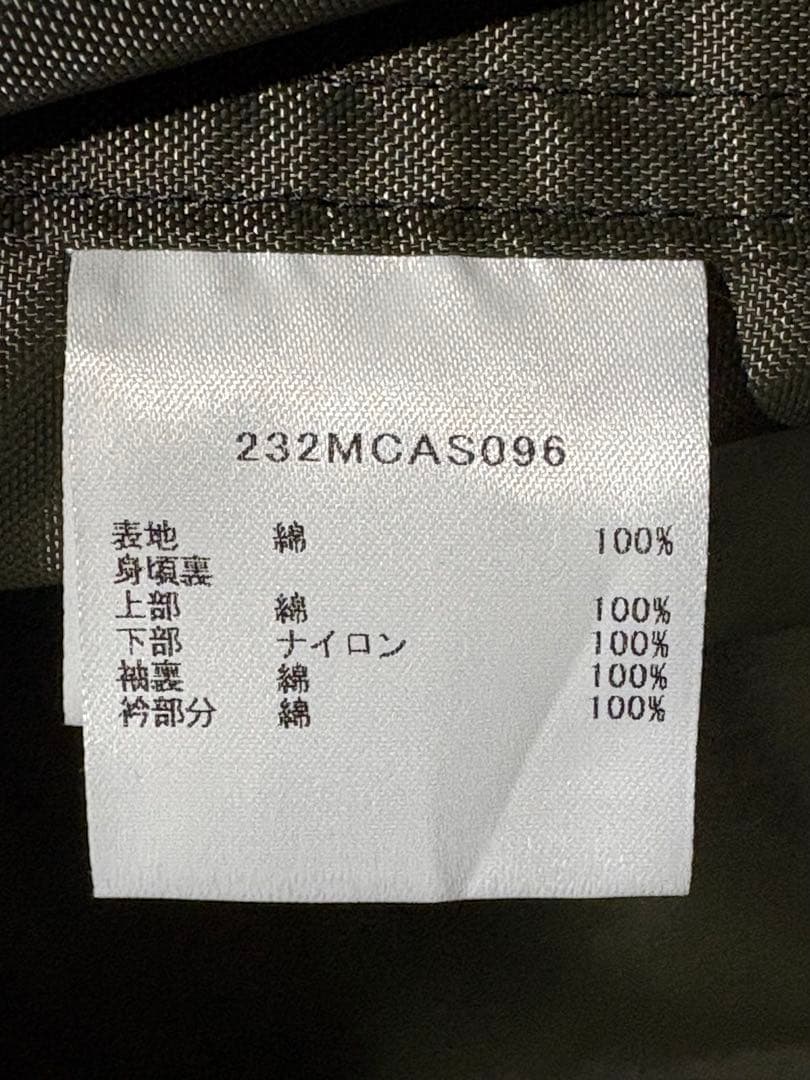 232MCAS096
表地 綿 100%
身頃裏
上部 綿 100%
下部 ナイロン 100%
袖裏 綿 100%
衿部分 綿 100%